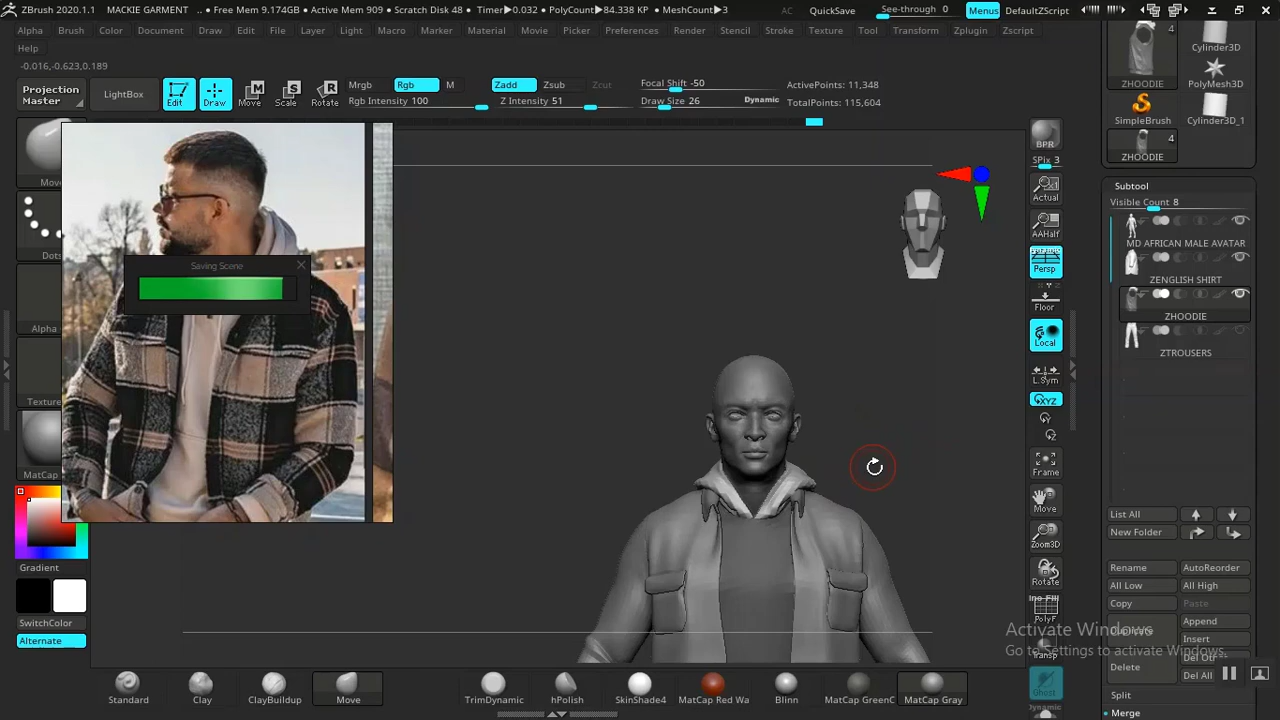 ZBrush 2020.1.1 MACKIE GARMENT .. • Free Mem 9.174GB • Active Mem 909 • Scratch Disk 48 • Timer▶0.032 • PolyCount▶84.338 KP • MeshCount▶3 AC QuickSave See-through 0 Menus DefaultZScript
Alpha Brush Color Document Draw Edit File Layer Light Macro Marker Material Movie Picker Preferences Render Stencil Stroke Texture Tool Transform Zplugin Zscript
Help
-0.016,-0.623,0.189
Projection Master
LightBox
Edit
Draw
Move
Scale
Rotate
Mrgb Rgb M
Rgb Intensity 100
Zadd Zsub Zcut
Z Intensity 51
Focal Shift -50
Draw Size 26 Dynamic
ActivePoints: 11,348
TotalPoints: 115,604
Move
Dots
Alpha
Texture
MatCap
Gradient
SwitchColor
Alternate
Saving Scene
BPR
SPix 3
Actual
AAHalf
Persp
Floor
Local
L.Sym
XYZ
Frame
Move
Zoom3D
Rotate
PolyF
Transp
Ghost
Dynamic
4
ZHOODIE
Cylinder3D
PolyMesh3D
SimpleBrush
Cylinder3D_1
4
ZHOODIE
Subtool
Visible Count 8
MD AFRICAN MALE AVATAR
ZENGLISH SHIRT
ZHOODIE
ZTROUSERS
List All
New Folder
Rename AutoReorder
All Low All High
Copy Paste
Duplicate Append
Insert
Delete Del Oth
Del All
Split
Merge
Activate Windows
Go to Settings to activate Windows.
Standard Clay ClayBuildup Move TrimDynamic hPolish SkinShade4 MatCap Red Wa Blinn MatCap GreenC MatCap Gray